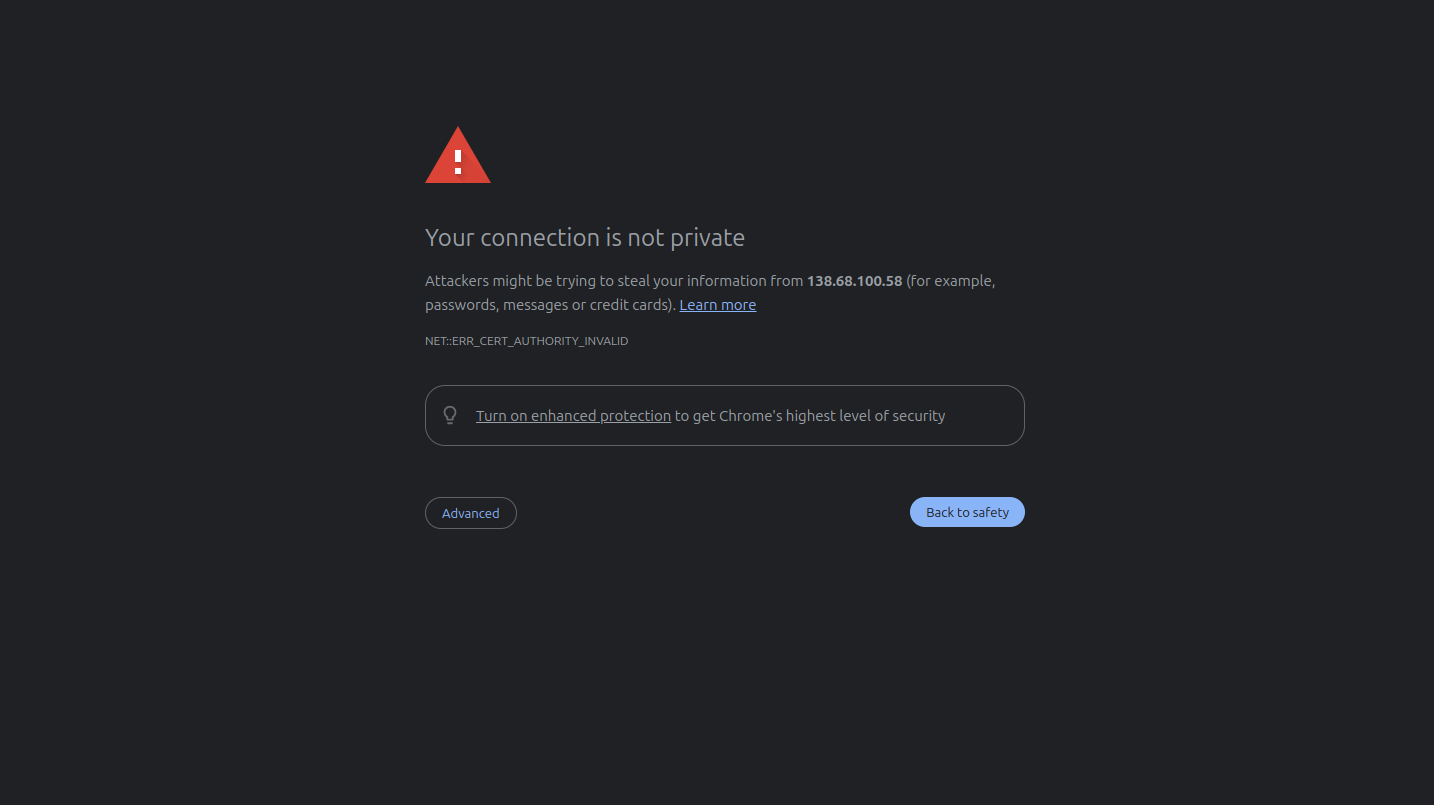 Your connection is not private
Attackers might be trying to steal your information from 138.68.100.58 (for example,
passwords, messages or credit cards). Learn more
NET::ERR_CERT_AUTHORITY_INVALID
Turn on enhanced protection to get Chrome's highest level of security
Advanced
Back to safety